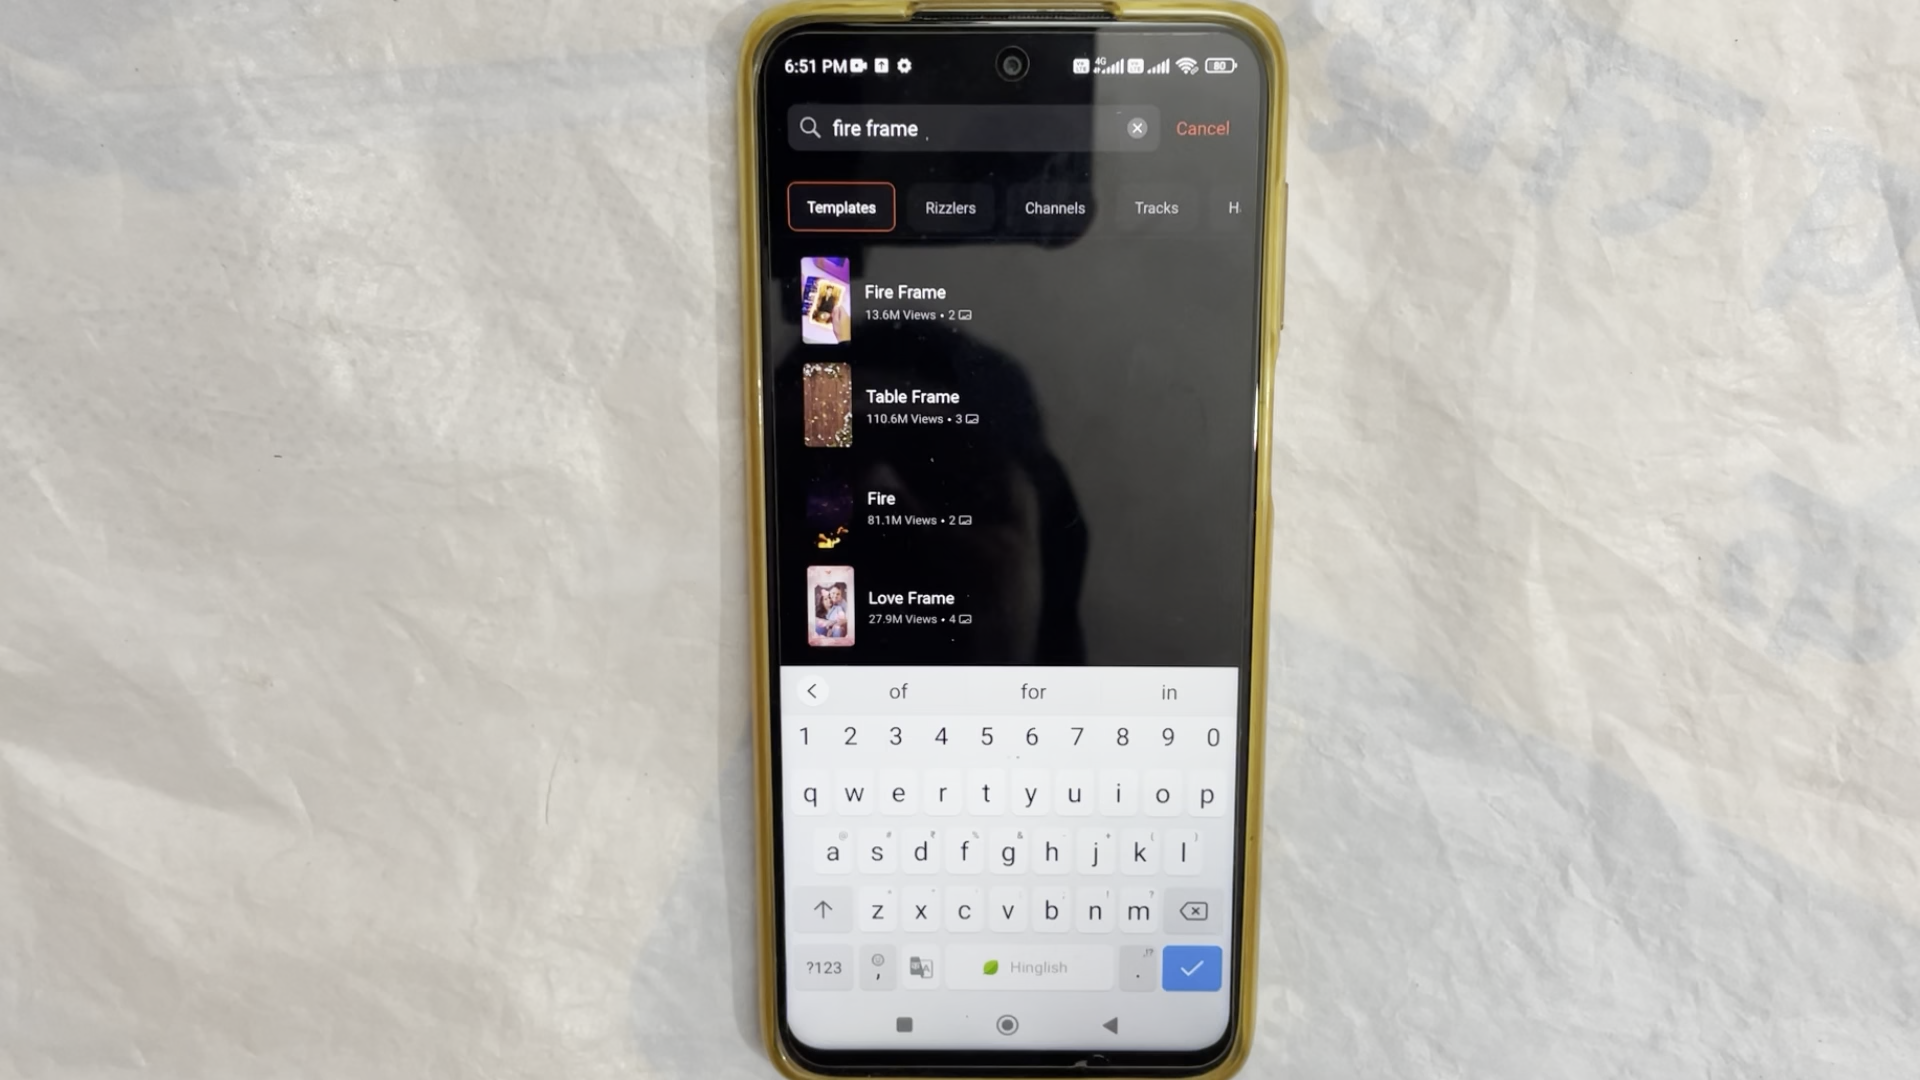 6:51 PM 4G 80
fire frame Cancel
Templates Rizzlers Channels Tracks H
Fire Frame
13.6M Views • 2
Table Frame
110.6M Views • 3
Fire
81.1M Views • 2
Love Frame
27.9M Views • 4
of for in
1 2 3 4 5 6 7 8 9 0
q w e r t y u i o p
a s d f g h j k l
z x c v b n m
?123 , Hinglish .